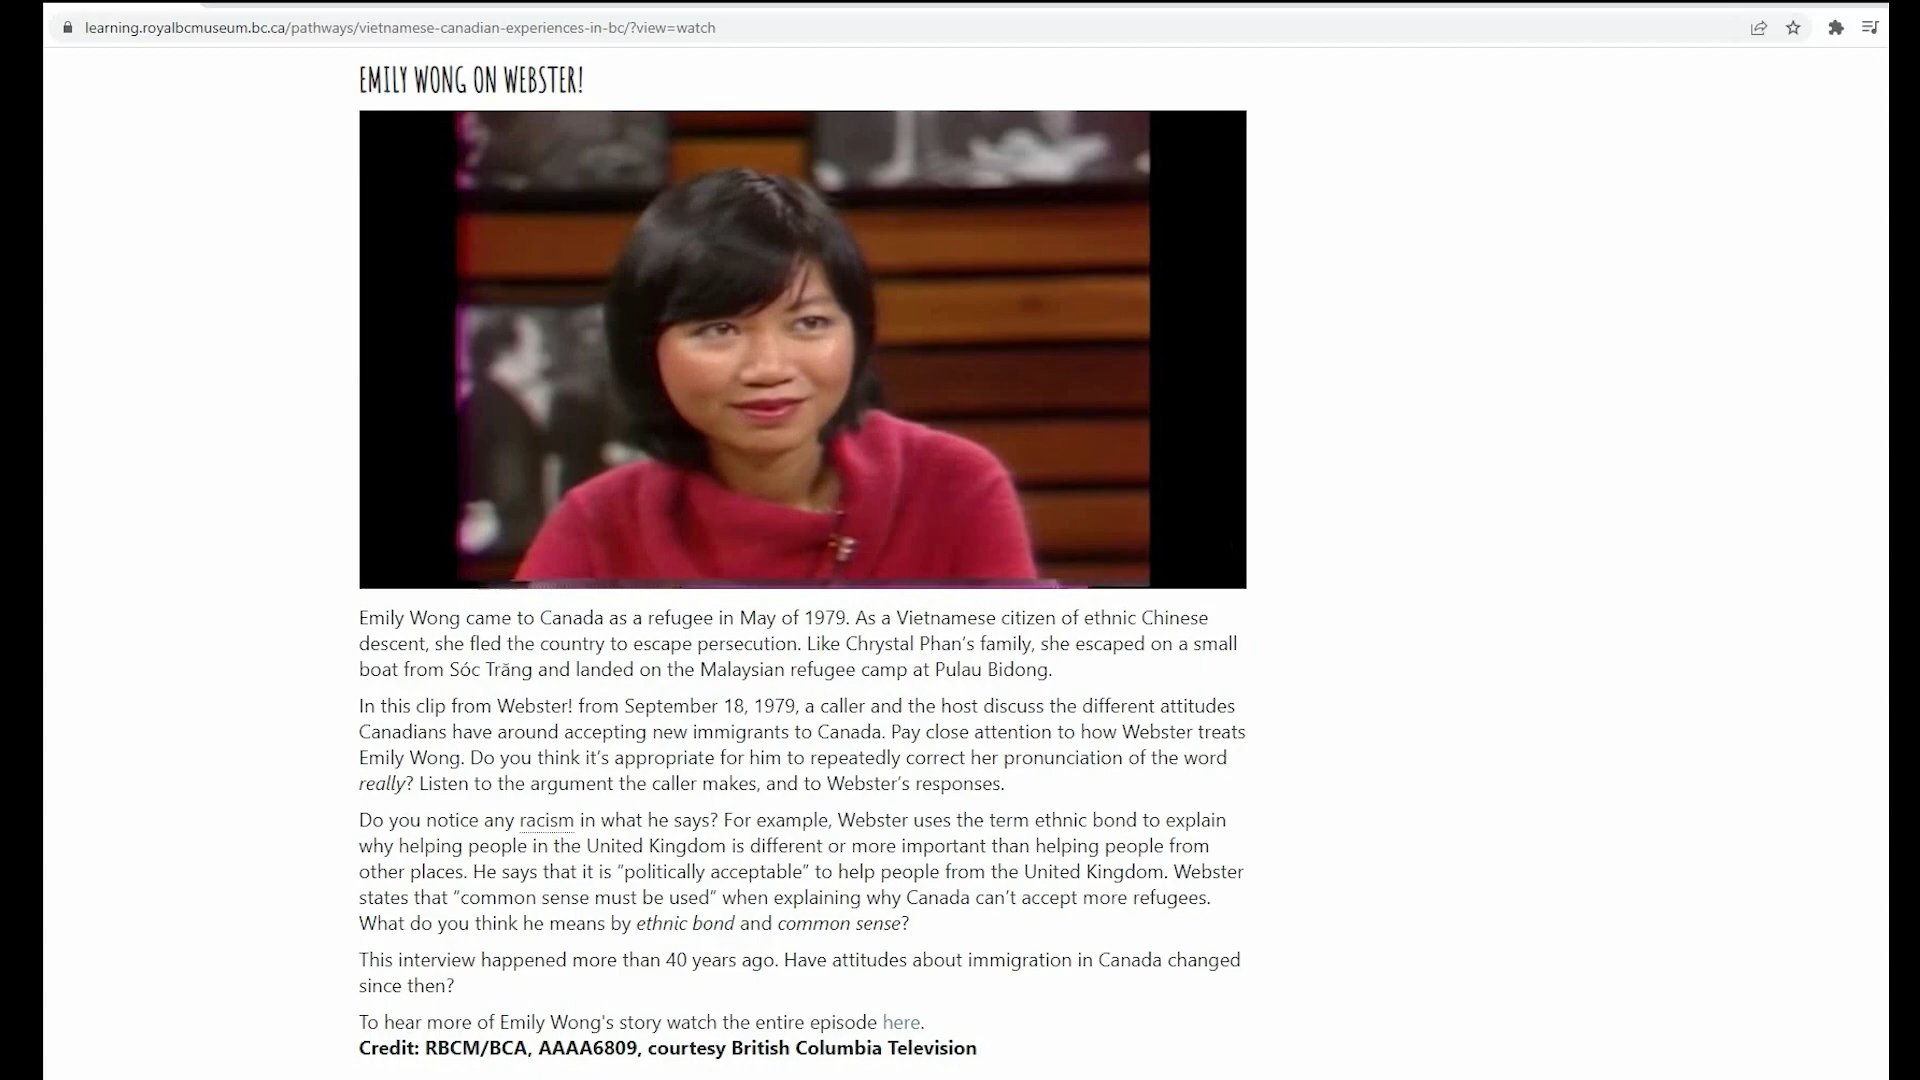 learning.royalbcmuseum.bc.ca/pathways/vietnamese-canadian-experiences-in-bc/?view=watch
EMILY WONG ON WEBSTER!
Emily Wong came to Canada as a refugee in May of 1979. As a Vietnamese citizen of ethnic Chinese
descent, she fled the country to escape persecution. Like Chrystal Phan’s family, she escaped on a small
boat from Sóc Trăng and landed on the Malaysian refugee camp at Pulau Bidong.
In this clip from Webster! from September 18, 1979, a caller and the host discuss the different attitudes
Canadians have around accepting new immigrants to Canada. Pay close attention to how Webster treats
Emily Wong. Do you think it’s appropriate for him to repeatedly correct her pronunciation of the word
really? Listen to the argument the caller makes, and to Webster’s responses.
Do you notice any racism in what he says? For example, Webster uses the term ethnic bond to explain
why helping people in the United Kingdom is different or more important than helping people from
other places. He says that it is “politically acceptable” to help people from the United Kingdom. Webster
states that “common sense must be used” when explaining why Canada can’t accept more refugees.
What do you think he means by ethnic bond and common sense?
This interview happened more than 40 years ago. Have attitudes about immigration in Canada changed
since then?
To hear more of Emily Wong's story watch the entire episode here.
Credit: RBCM/BCA, AAAA6809, courtesy British Columbia Television